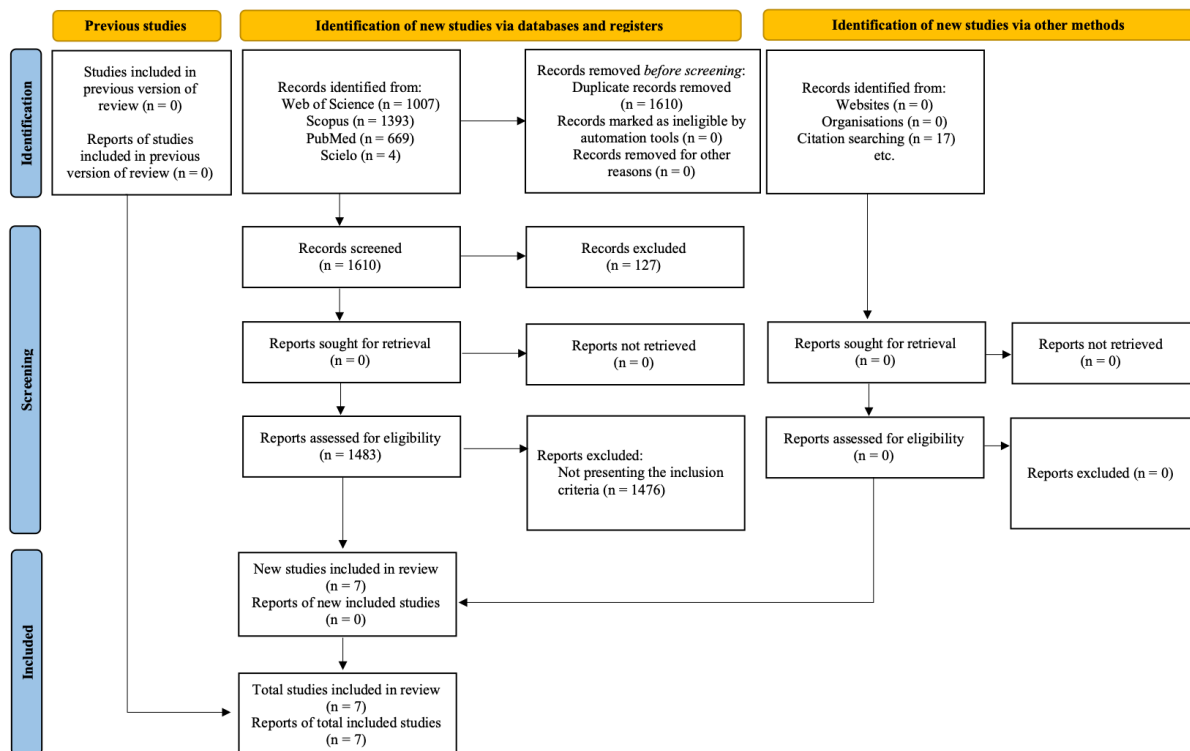 Previous studies
Identification of new studies via databases and registers
Identification of new studies via other methods
Identification
Studies included in
previous version of
review (n = 0)
Reports of studies
included in previous
version of review (n = 0)
Records identified from:
Web of Science (n = 1007)
Scopus (n = 1393)
PubMed (n = 669)
Scielo (n = 4)
Records removed before screening:
Duplicate records removed
(n = 1610)
Records marked as ineligible by
automation tools (n = 0)
Records removed for other
reasons (n = 0)
Records identified from:
Websites (n = 0)
Organisations (n = 0)
Citation searching (n = 17)
etc.
Screening
Records screened
(n = 1610)
Records excluded
(n = 127)
Reports sought for retrieval
(n = 0)
Reports not retrieved
(n = 0)
Reports sought for retrieval
(n = 0)
Reports not retrieved
(n = 0)
Reports assessed for eligibility
(n = 1483)
Reports excluded:
Not presenting the inclusion
criteria (n = 1476)
Reports assessed for eligibility
(n = 0)
Reports excluded (n = 0)
Included
New studies included in review
(n = 7)
Reports of new included studies
(n = 0)
Total studies included in review
(n = 7)
Reports of total included studies
(n = 7)